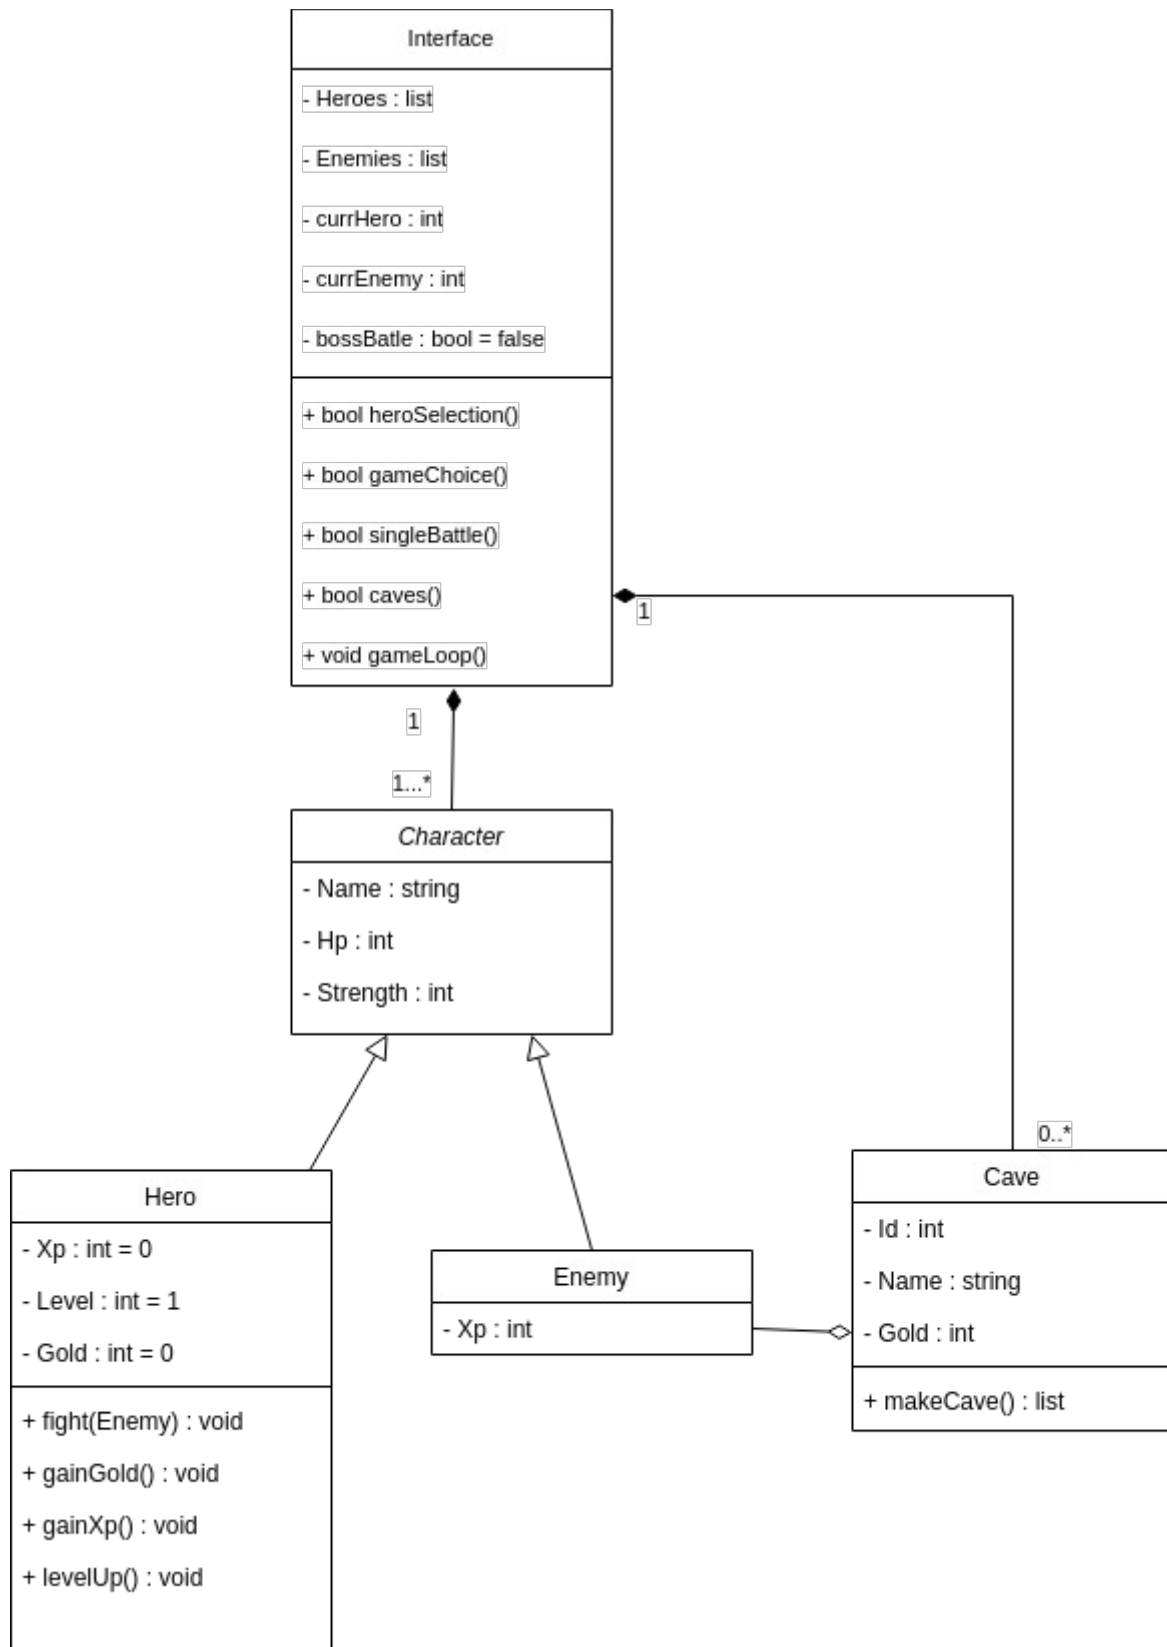 Interface
- Heroes : list
- Enemies : list
- currHero : int
- currEnemy : int
- bossBatle : bool = false
+ bool heroSelection()
+ bool gameChoice()
+ bool singleBattle()
+ bool caves()
+ void gameLoop()
1
1
1...*
Character
- Name : string
- Hp : int
- Strength : int
0..*
Hero
- Xp : int = 0
- Level : int = 1
- Gold : int = 0
+ fight(Enemy) : void
+ gainGold() : void
+ gainXp() : void
+ levelUp() : void
Enemy
- Xp : int
Cave
- Id : int
- Name : string
- Gold : int
+ makeCave() : list